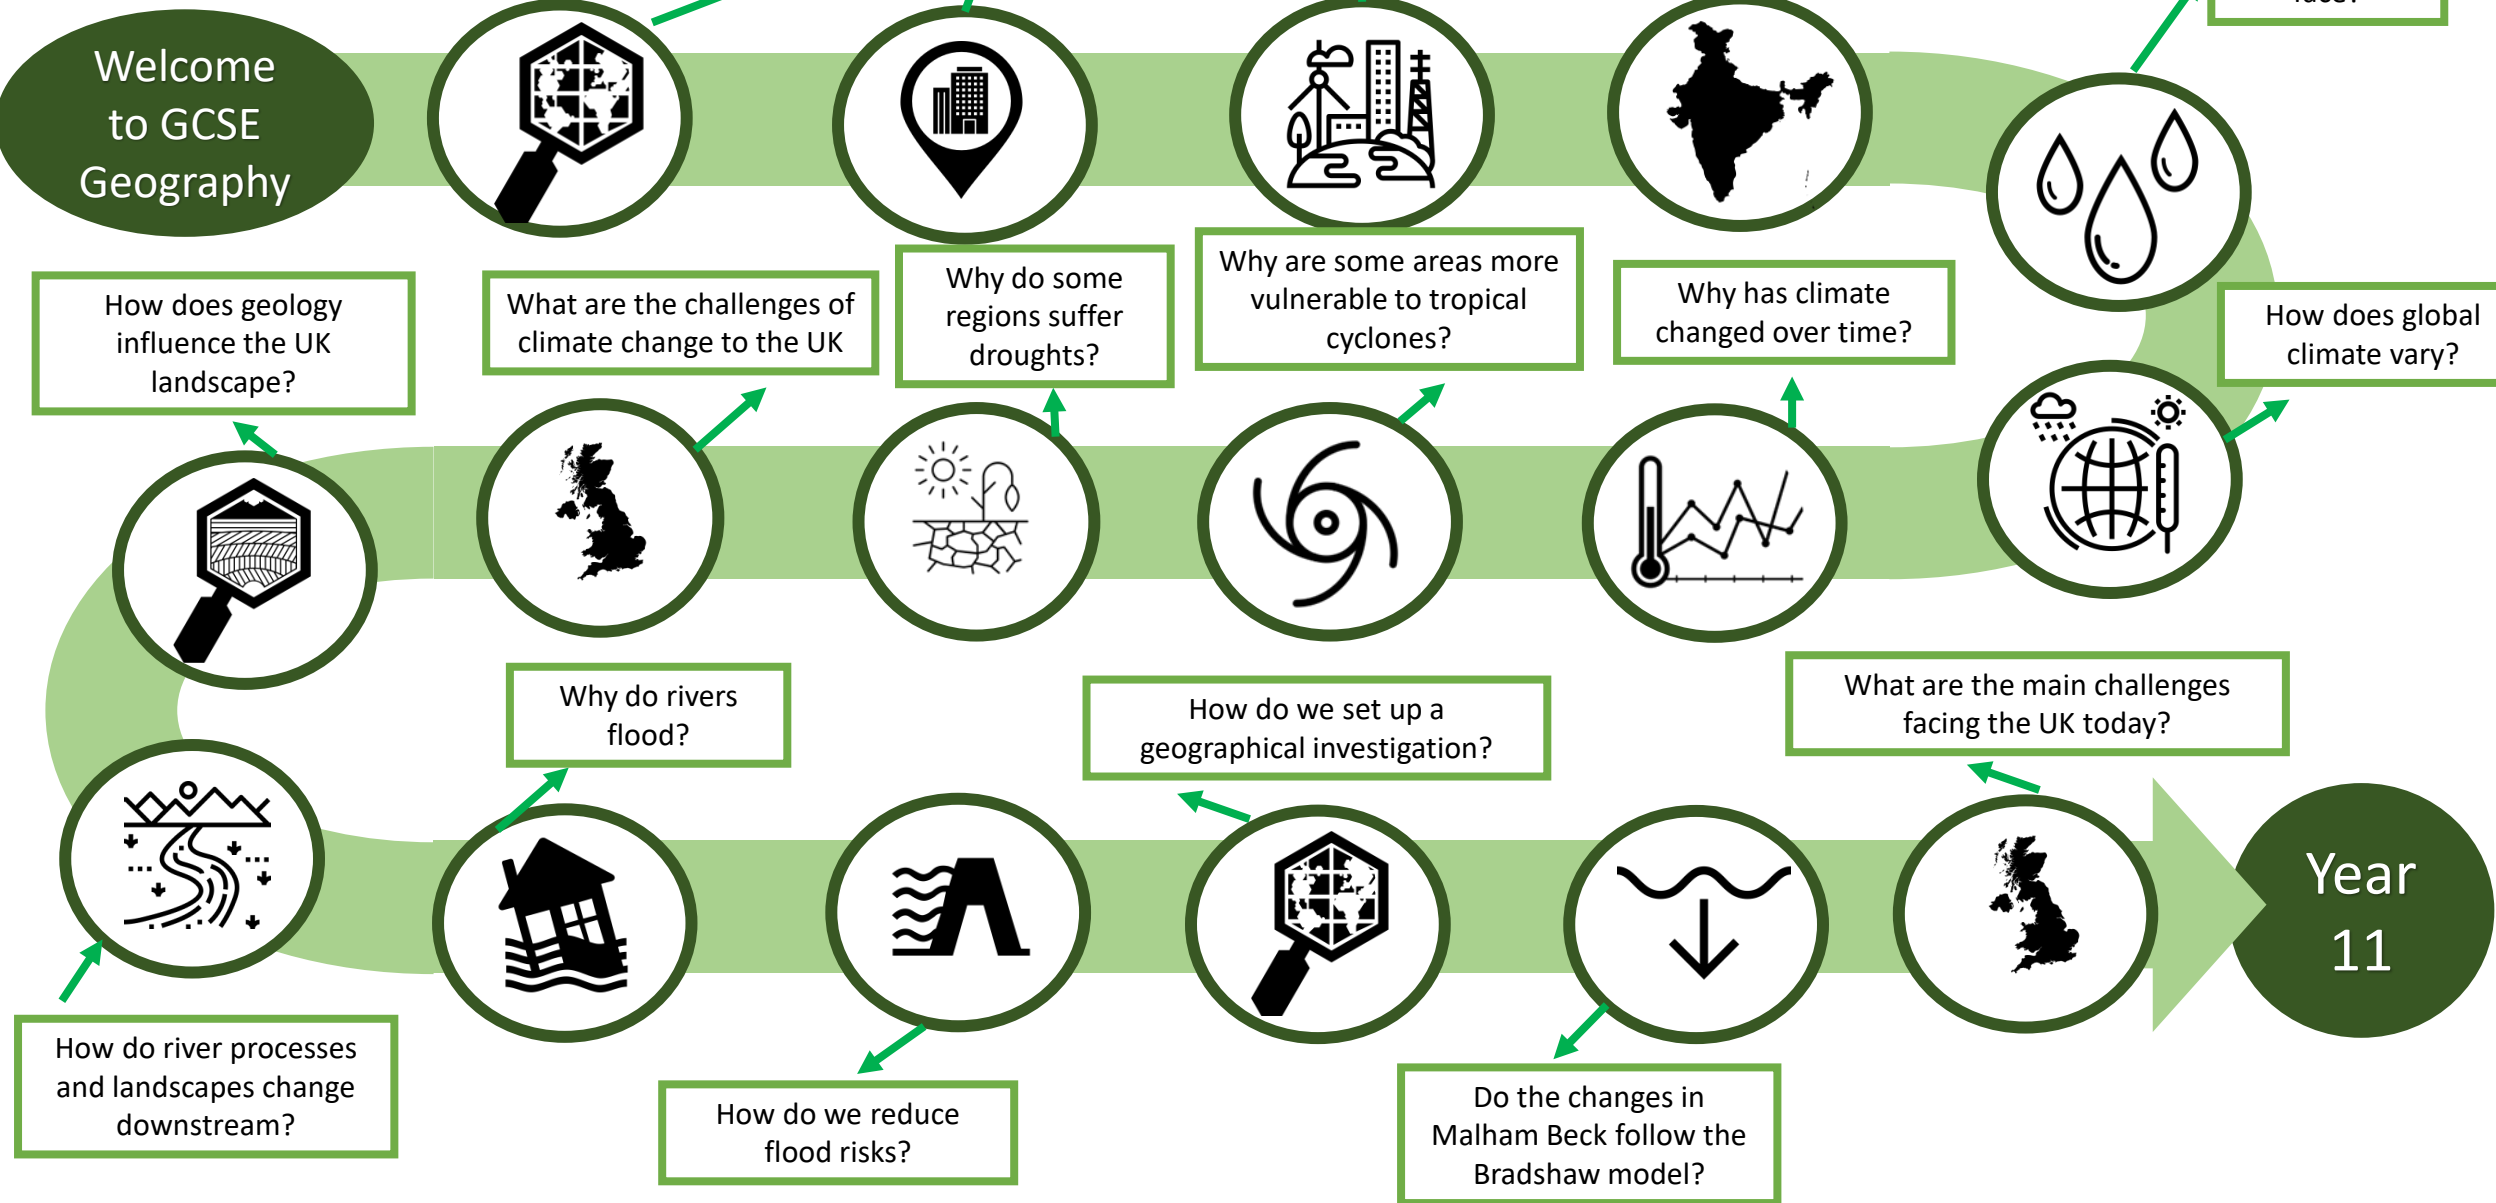 Welcome
to GCSE
Geography
How does geology
influence the UK
landscape?
What are the challenges of
climate change to the UK
Why do some
regions suffer
droughts?
Why are some areas more
vulnerable to tropical
cyclones?
Why has climate
changed over time?
How does global
climate vary?
Why do rivers
flood?
How do we set up a
geographical investigation?
What are the main challenges
facing the UK today?
Year
11
How do river processes
and landscapes change
downstream?
How do we reduce
flood risks?
Do the changes in
Malham Beck follow the
Bradshaw model?